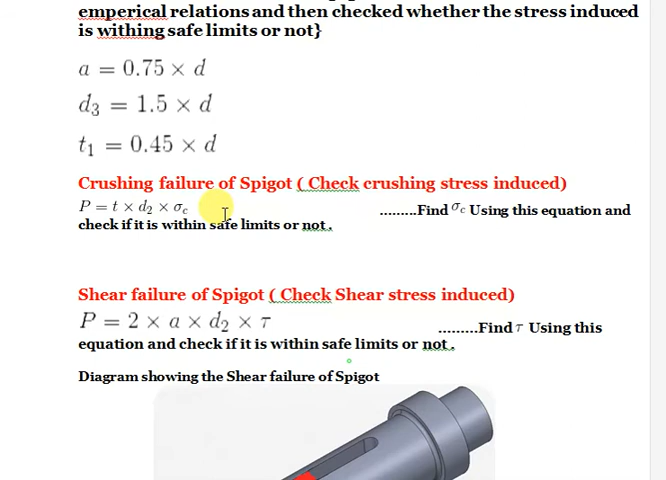 emperical relations and then checked whether the stress induced
is withing safe limits or not}
a = 0.75 × d
d₃ = 1.5 × d
t₁ = 0.45 × d
Crushing failure of Spigot ( Check crushing stress induced)
P = t × d₂ × σ_c .........Find σ_c Using this equation and
check if it is within safe limits or not .
Shear failure of Spigot ( Check Shear stress induced)
P = 2 × a × d₂ × τ .........Find τ Using this
equation and check if it is within safe limits or not .
Diagram showing the Shear failure of Spigot